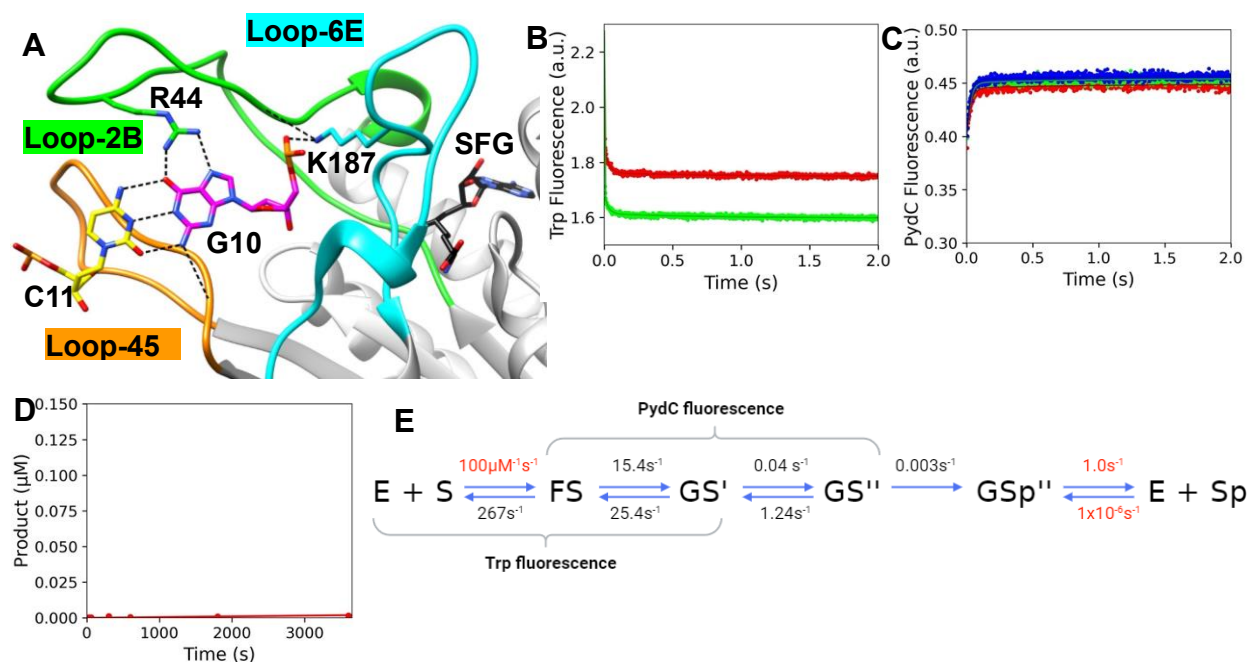 A
Loop-6E
R44
Loop-2B
K187
SFG
G10
C11
Loop-45
B
Trp Fluorescence (a.u.)
2.2
2.0
1.8
1.6
0.0 0.5 1.0 1.5 2.0
Time (s)
C
PydC Fluorescence (a.u.)
0.50
0.45
0.40
0.30
0.0 0.5 1.0 1.5 2.0
Time (s)
D
Product (µM)
0.150
0.125
0.100
0.075
0.050
0.025
0.000
0 1000 2000 3000
Time (s)
E
PydC fluorescence
100µM⁻¹s⁻¹ 15.4s⁻¹ 0.04 s⁻¹ 0.003s⁻¹ 1.0s⁻¹
E + S FS GS' GS'' GSp'' E + Sp
267s⁻¹ 25.4s⁻¹ 1.24s⁻¹ 1x10⁻⁶s⁻¹
Trp fluorescence